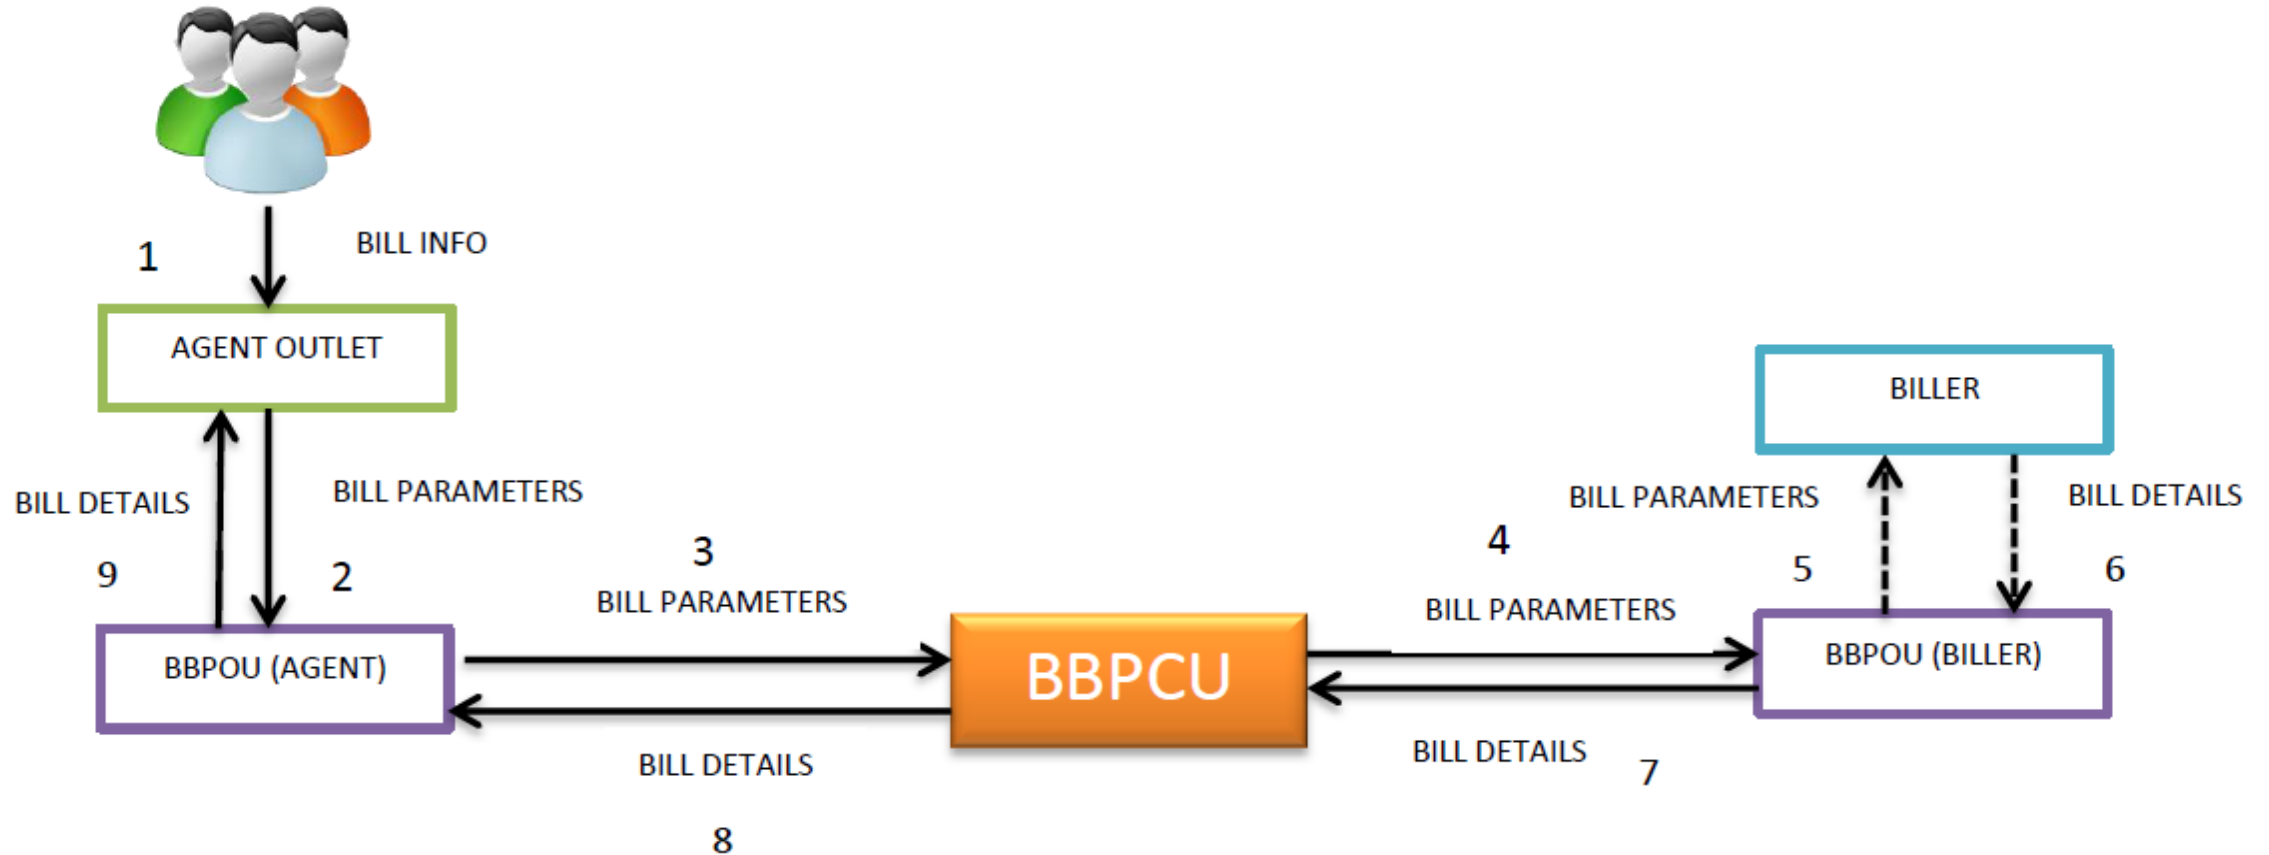 1
BILL INFO
AGENT OUTLET
BILLER
BILL DETAILS
BILL PARAMETERS
BILL PARAMETERS
BILL DETAILS
9
2
3
4
5
6
BILL PARAMETERS
BILL PARAMETERS
BBPOU (AGENT)
BBPCU
BBPOU (BILLER)
BILL DETAILS
BILL DETAILS
7
8